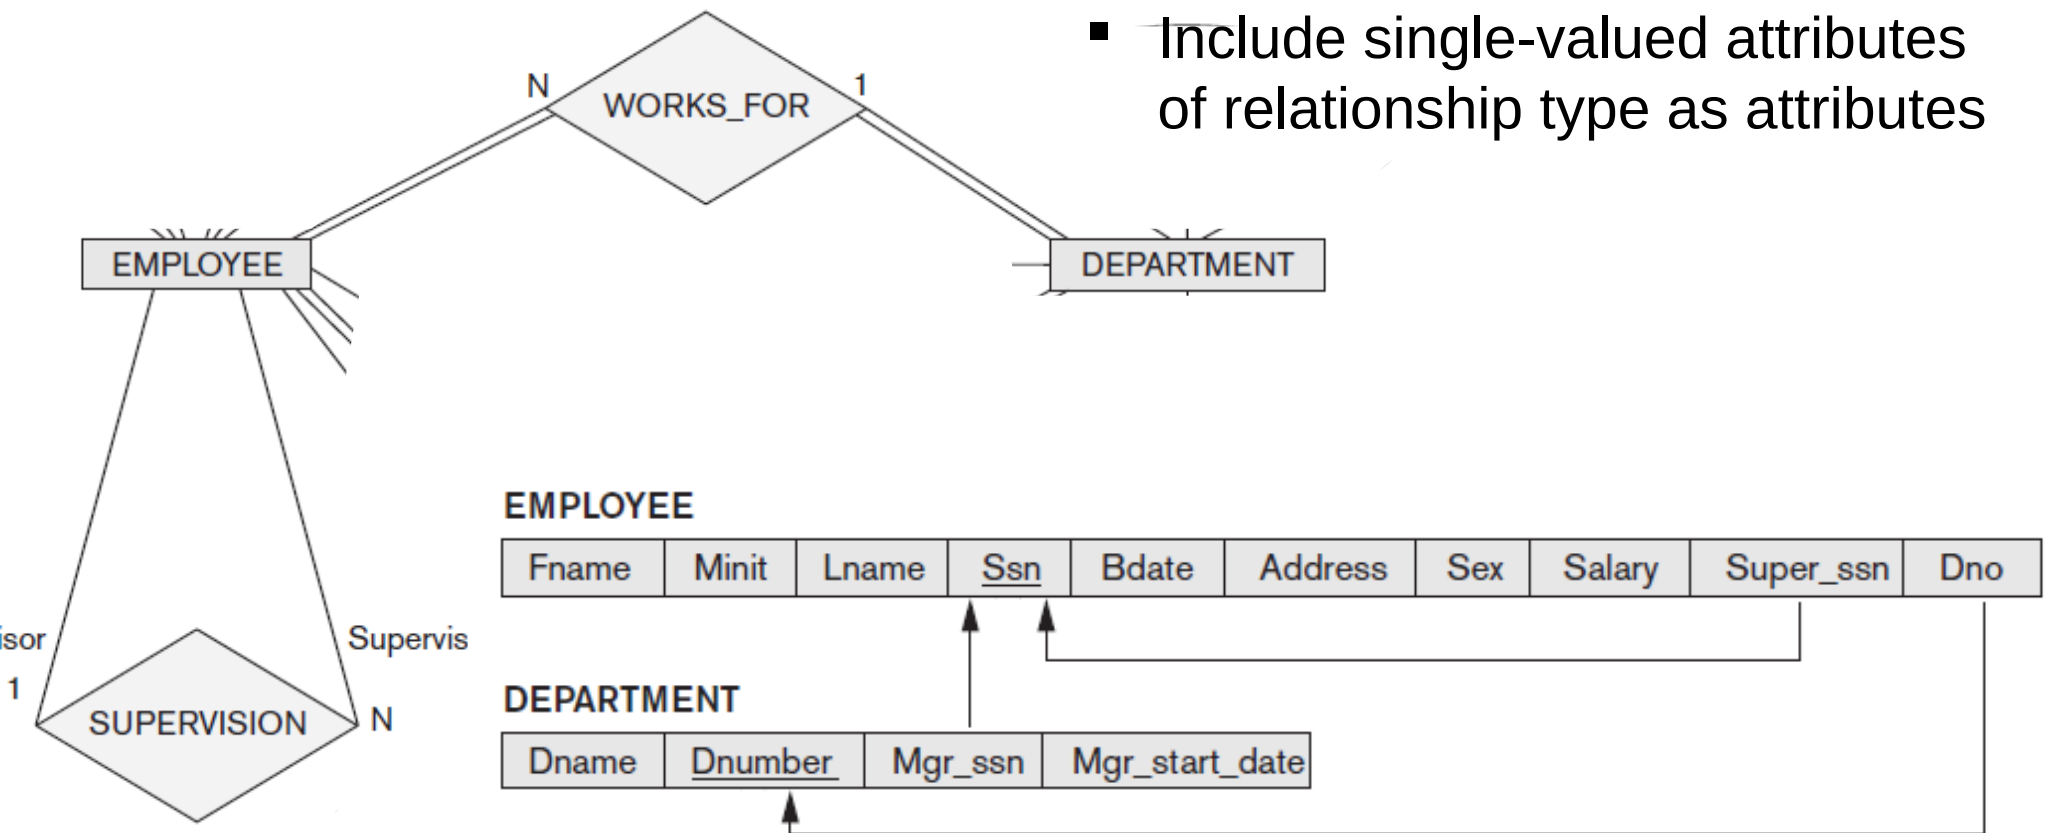 ▪ Include single-valued attributes
of relationship type as attributes
N
WORKS_FOR
1
EMPLOYEE
DEPARTMENT
isor
Supervis
1
SUPERVISION
N
EMPLOYEE
Fname Minit Lname Ssn Bdate Address Sex Salary Super_ssn Dno
DEPARTMENT
Dname Dnumber Mgr_ssn Mgr_start_date